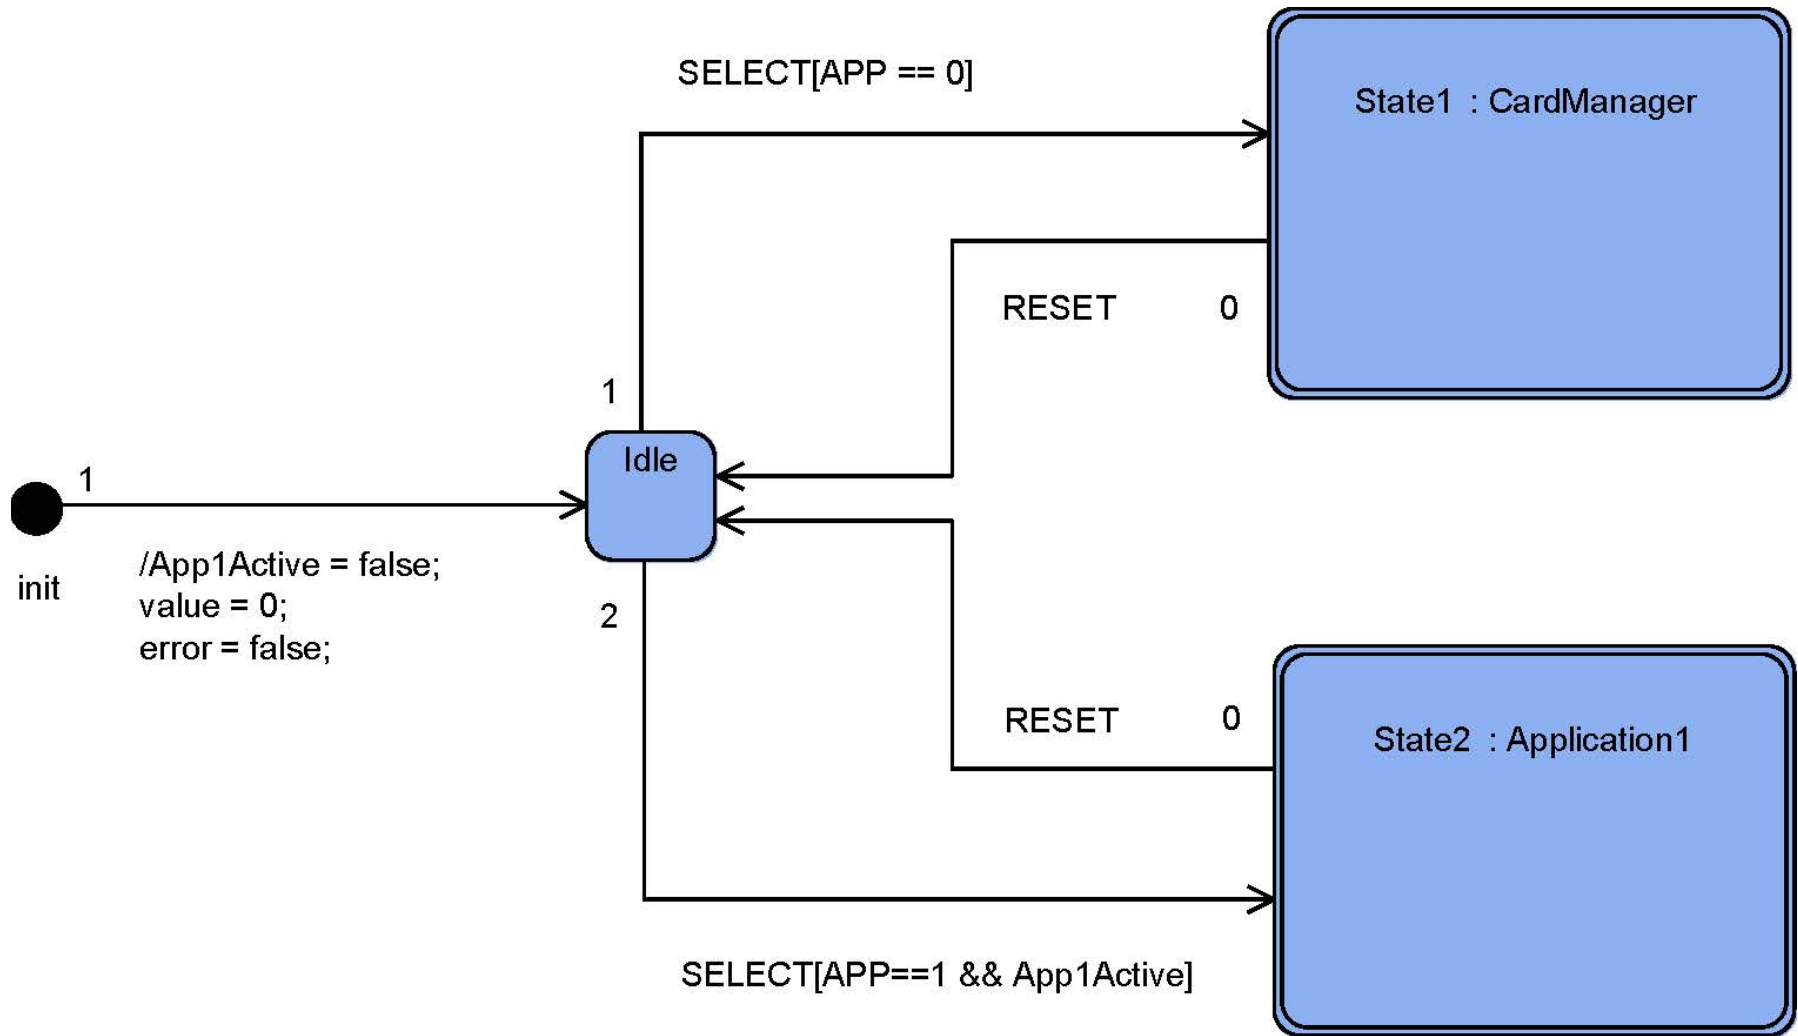 SELECT[APP == 0]
State1 : CardManager
RESET 0
1
Idle
1
init
/App1Active = false;
value = 0;
error = false;
2
RESET 0
State2 : Application1
SELECT[APP==1 && App1Active]